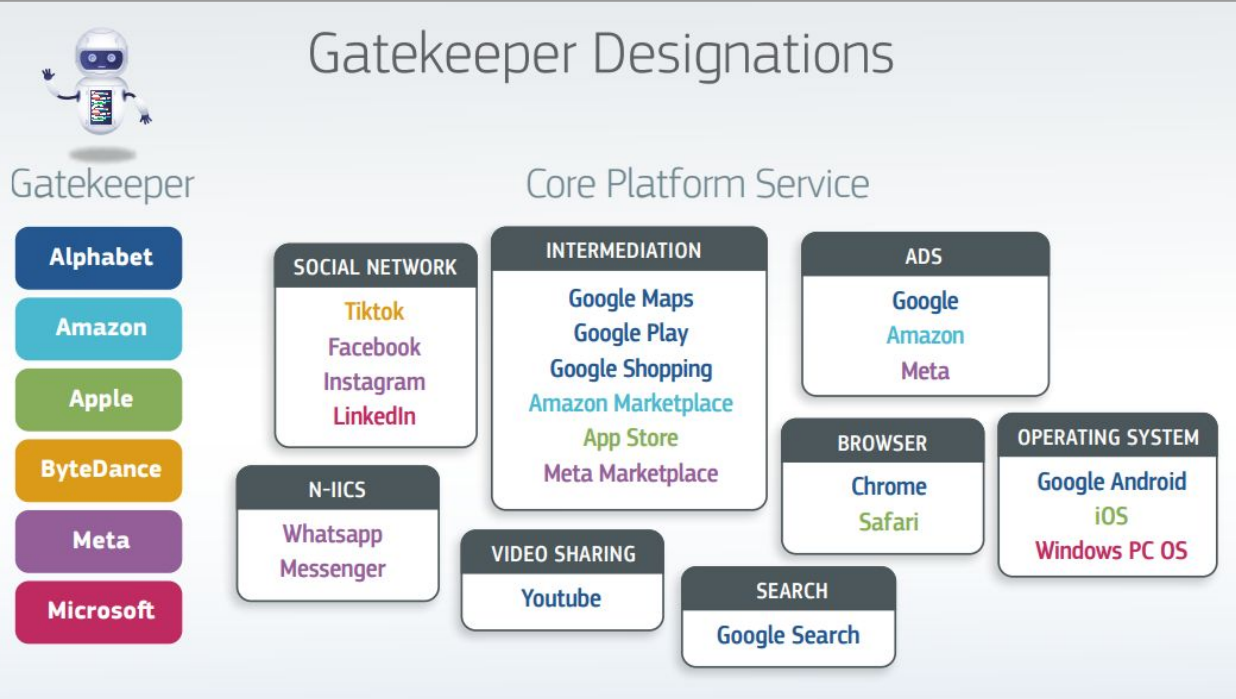 Gatekeeper Designations
Gatekeeper
Core Platform Service
Alphabet
Amazon
Apple
ByteDance
Meta
Microsoft
SOCIAL NETWORK
Tiktok
Facebook
Instagram
LinkedIn
INTERMEDIATION
Google Maps
Google Play
Google Shopping
Amazon Marketplace
App Store
Meta Marketplace
ADS
Google
Amazon
Meta
N-IICS
Whatsapp
Messenger
VIDEO SHARING
Youtube
SEARCH
Google Search
BROWSER
Chrome
Safari
OPERATING SYSTEM
Google Android
iOS
Windows PC OS